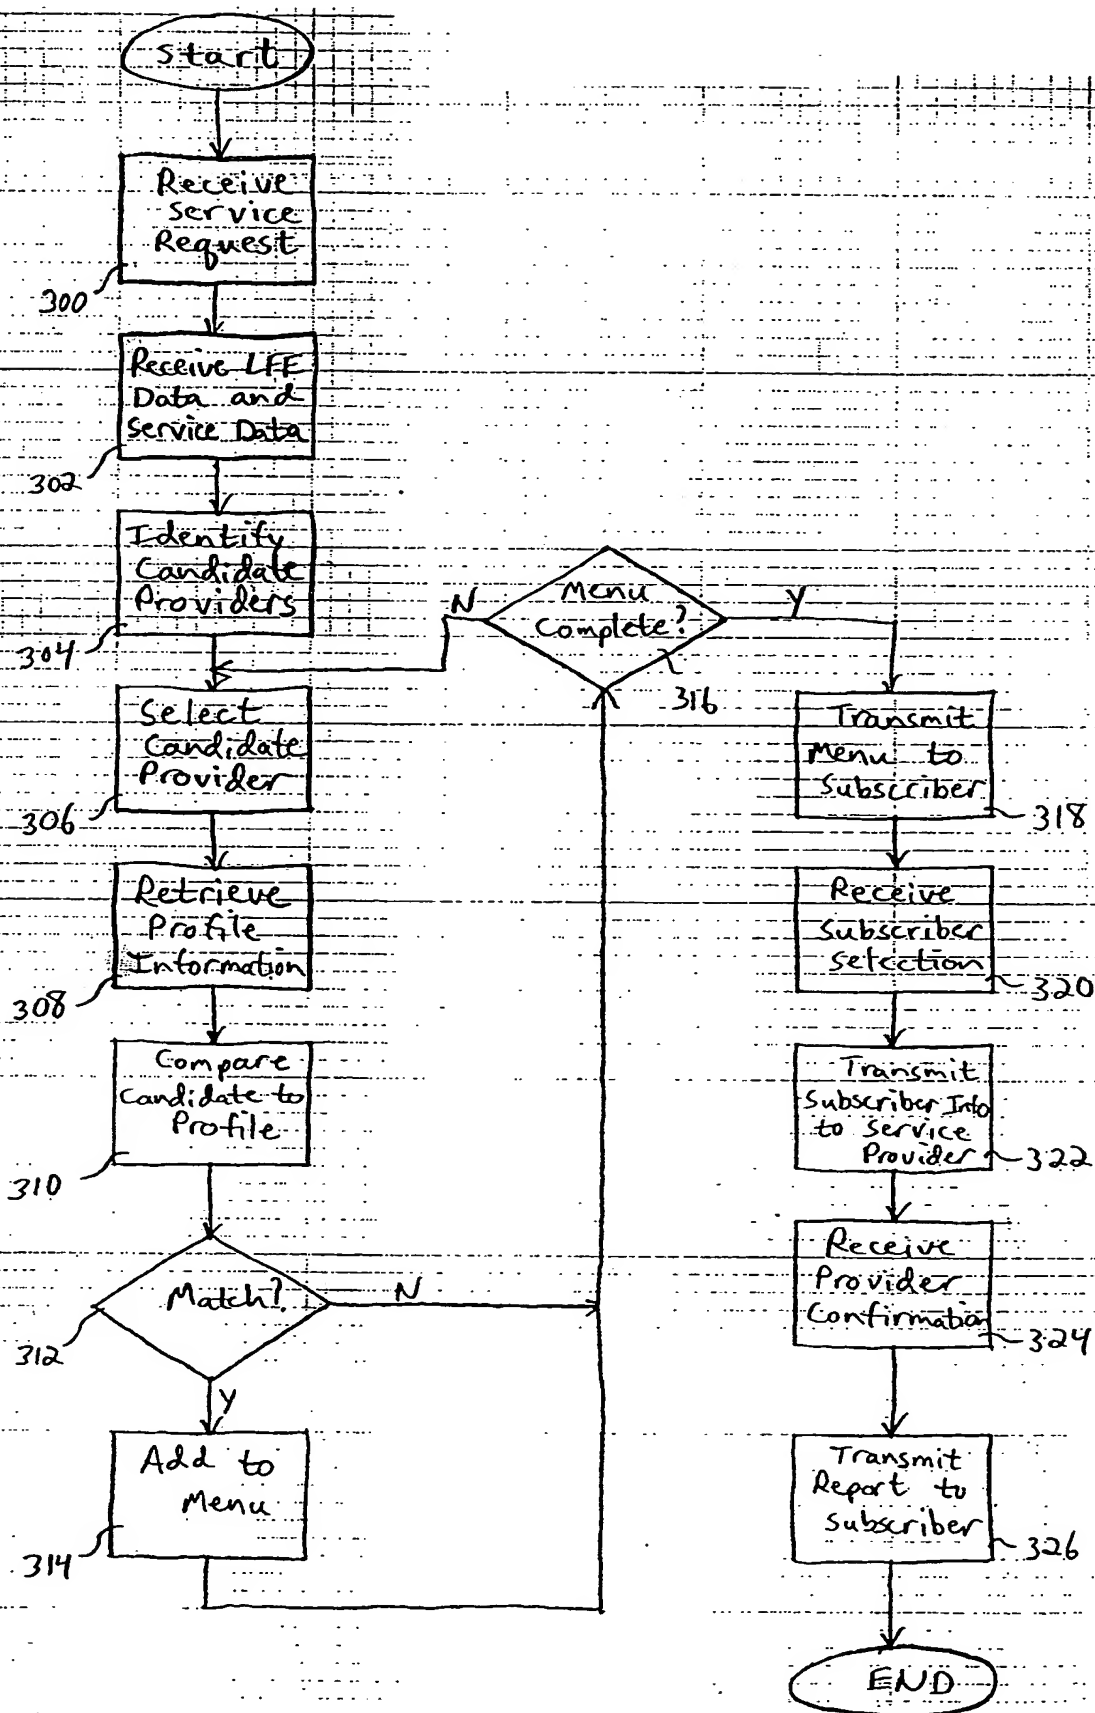 Start
Receive
Service
Request
300
Receive LFE
Data and
Service Data
302
Identify
Candidate
Providers
304
Select
Candidate
Provider
306
Retrieve
Profile
Information
308
Compare
Candidate to
Profile
310
Match?
N
312
Y
Add to
Menu
314
Menu
Complete?
N
Y
316
Transmit
Menu to
Subscriber
318
Receive
Subscriber
Selection
320
Transmit
Subscriber Info
to Service
Provider
322
Receive
Provider
Confirmation
324
Transmit
Report to
Subscriber
326
END